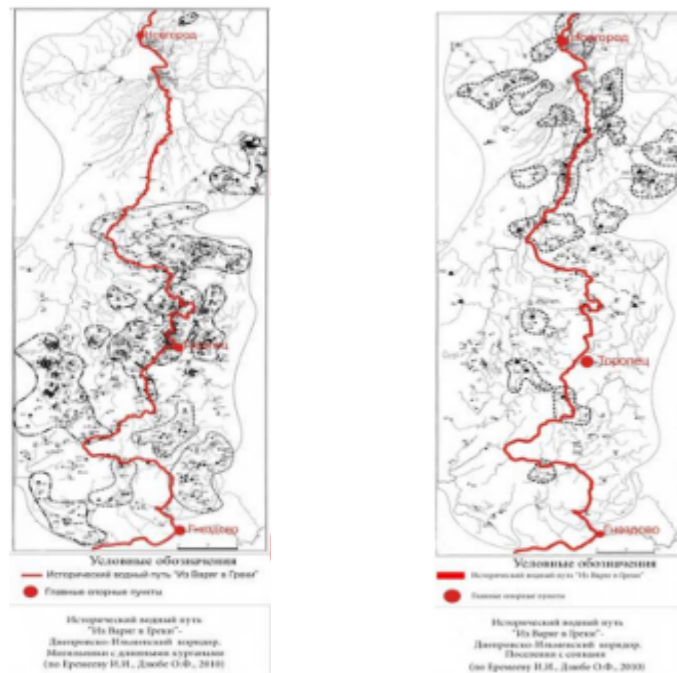 Новгород
Торопец
Гнездово
Условные обозначения
Исторический водный путь "Из Варяг в Греки"
Главные опорные пункты
Исторический водный путь
"Из Варяг в Греки"-
Днепровско-Ильменский коридор.
Могильники с длинными курганами
(по Еремееву И.И., Дзюбе О.Ф., 2010)
Новгород
Торопец
Гнездово
Условные обозначения
Исторический водный путь "Из Варяг в Греки"
Главные опорные пункты
Исторический водный путь
"Из Варяг в Греки"-
Днепровско-Ильменский коридор.
Поселения с сопками
(по Еремееву И.И., Дзюбе О.Ф., 2010)